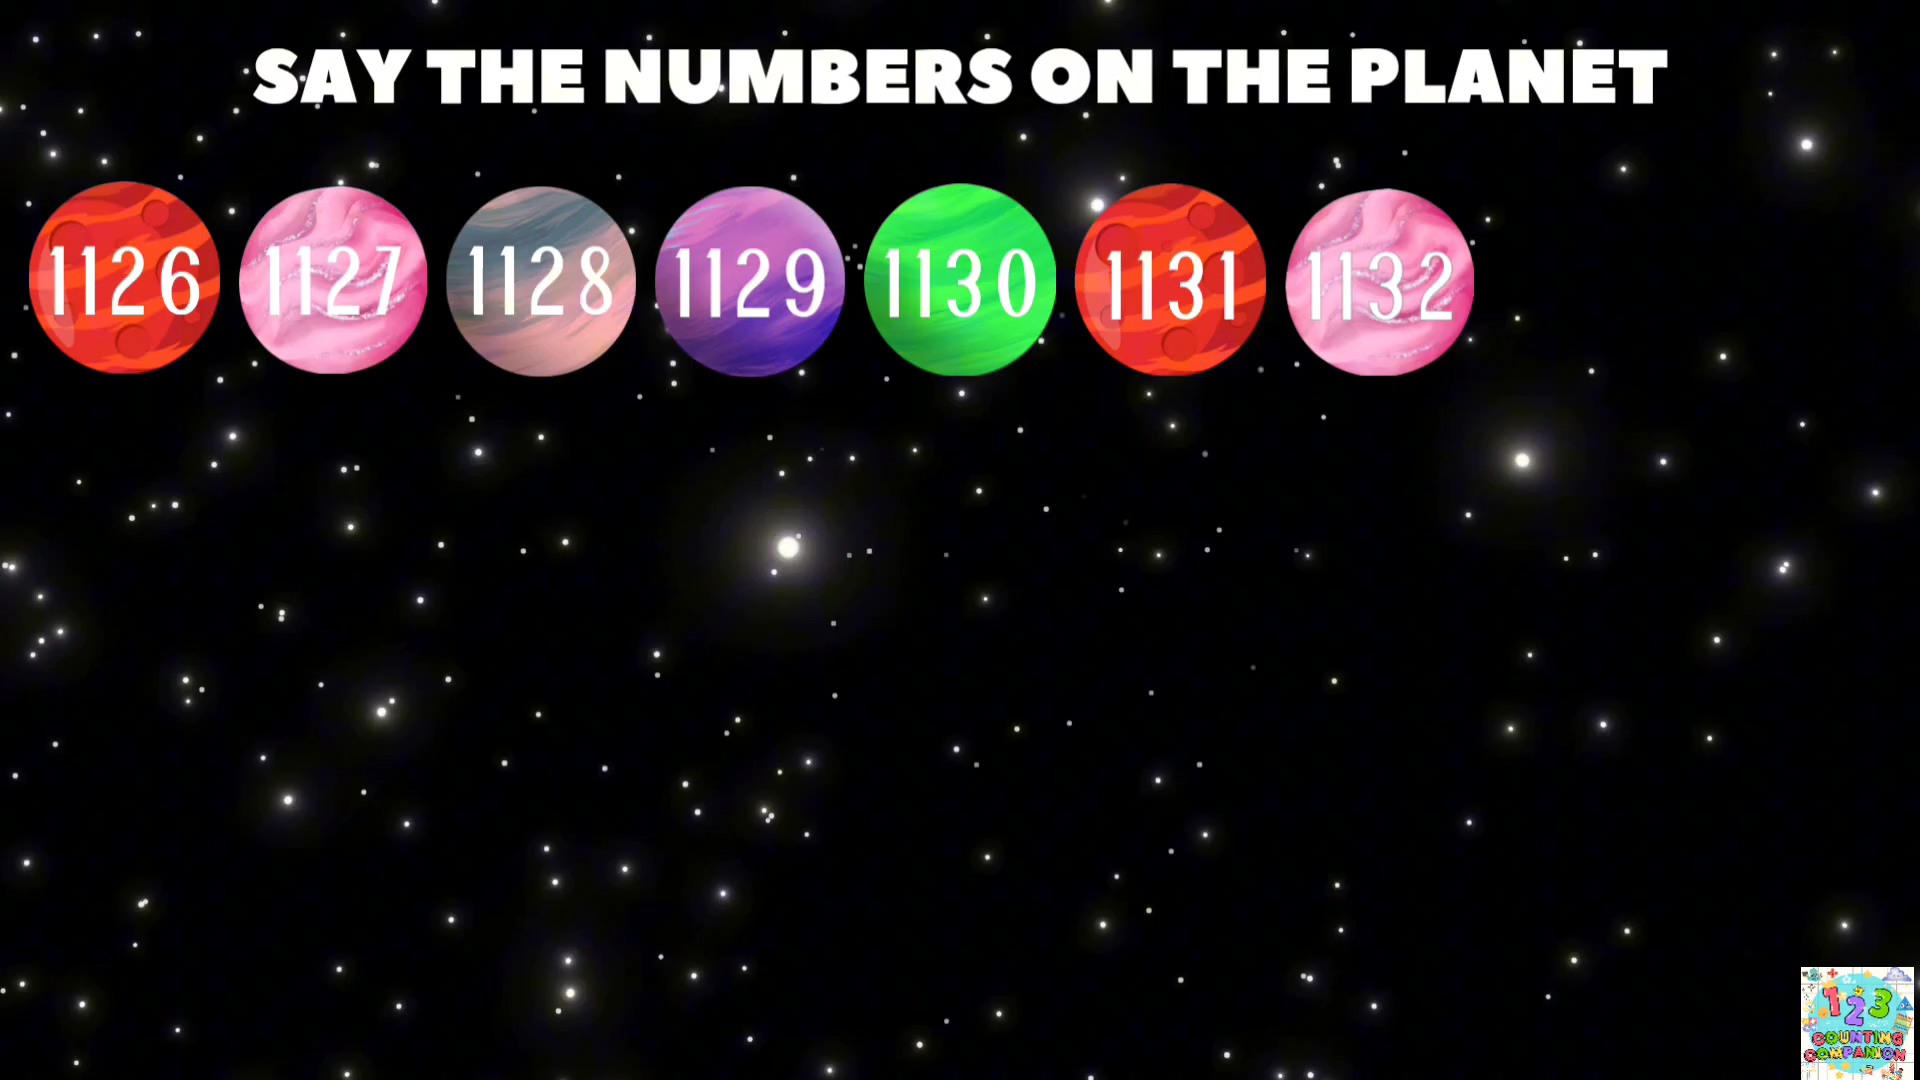 SAY THE NUMBERS ON THE PLANET
1126 1127 1128 1129 1130 1131 1132
123
COUNTING
COMPANION